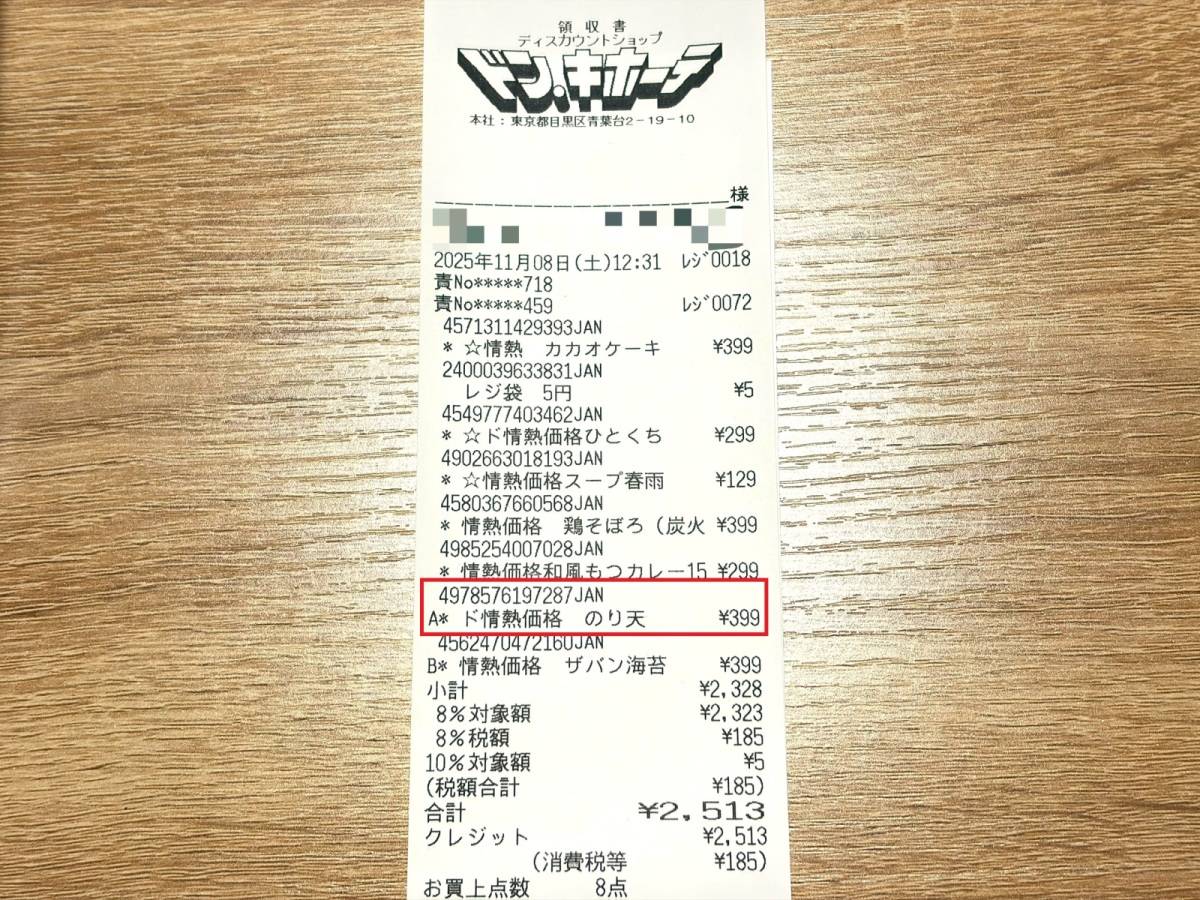 領収書
ディスカウントショップ
ドン.キホーテ
本社:東京都目黒区青葉台2-19-10
様
2025年11月08日(土)12:31 ﾚｼﾞ0018
責No*****718
責No*****459 ﾚｼﾞ0072
4571311429393JAN
* ☆情熱 カカオケーキ ¥399
2400039633831JAN
レジ袋 5円 ¥5
4549777403462JAN
* ☆ド情熱価格ひとくち ¥299
4902663018193JAN
* ☆情熱価格スープ春雨 ¥129
4580367660568JAN
* 情熱価格 鶏そぼろ(炭火 ¥399
4985254007028JAN
* 情熱価格和風もつカレー15 ¥299
4978576197287JAN
A* ド情熱価格 のり天 ¥399
4562470472160JAN
B* 情熱価格 ザバン海苔 ¥399
小計 ¥2,328
8%対象額 ¥2,323
8%税額 ¥185
10%対象額 ¥5
(税額合計 ¥185)
合計 ¥2,513
クレジット ¥2,513
(消費税等 ¥185)
お買上点数 8点